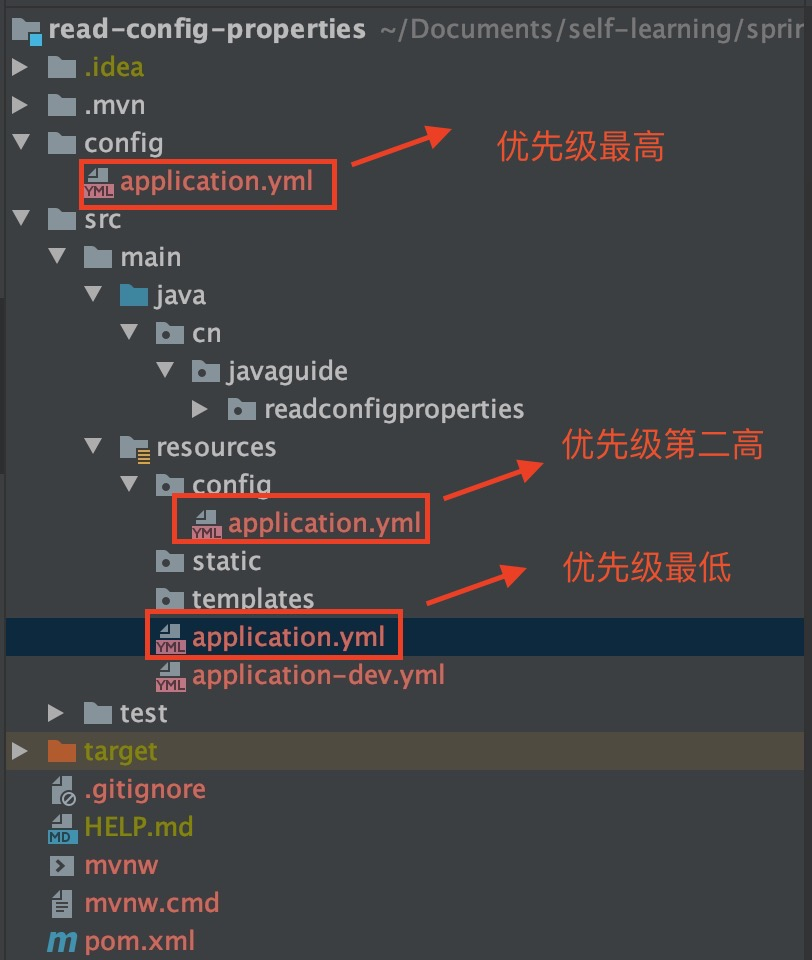 read-config-properties ~/Documents/self-learning/sprin
.idea
.mvn
config
优先级最高
YML application.yml
src
main
java
cn
javaguide
readconfigproperties
优先级第二高
resources
config
YML application.yml
static
优先级最低
templates
YML application.yml
YML application-dev.yml
test
target
.gitignore
MD HELP.md
mvnw
mvnw.cmd
m pom.xml